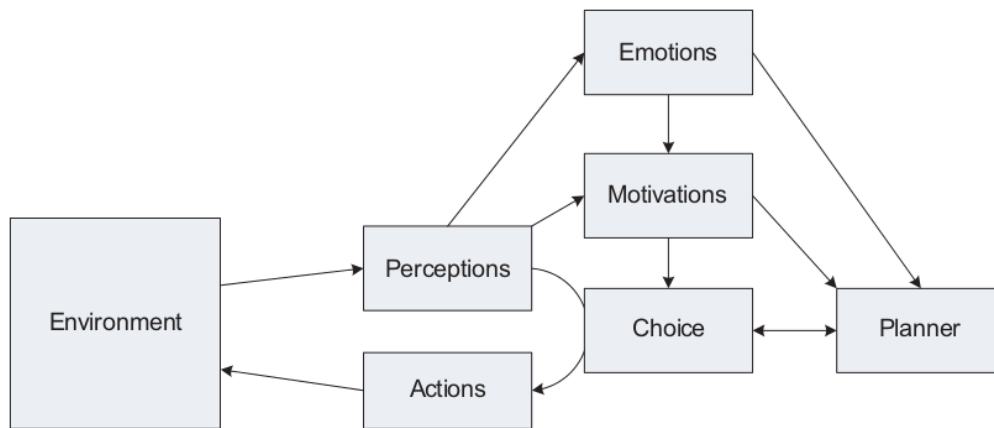 Emotions
Motivations
Perceptions
Environment
Choice
Planner
Actions